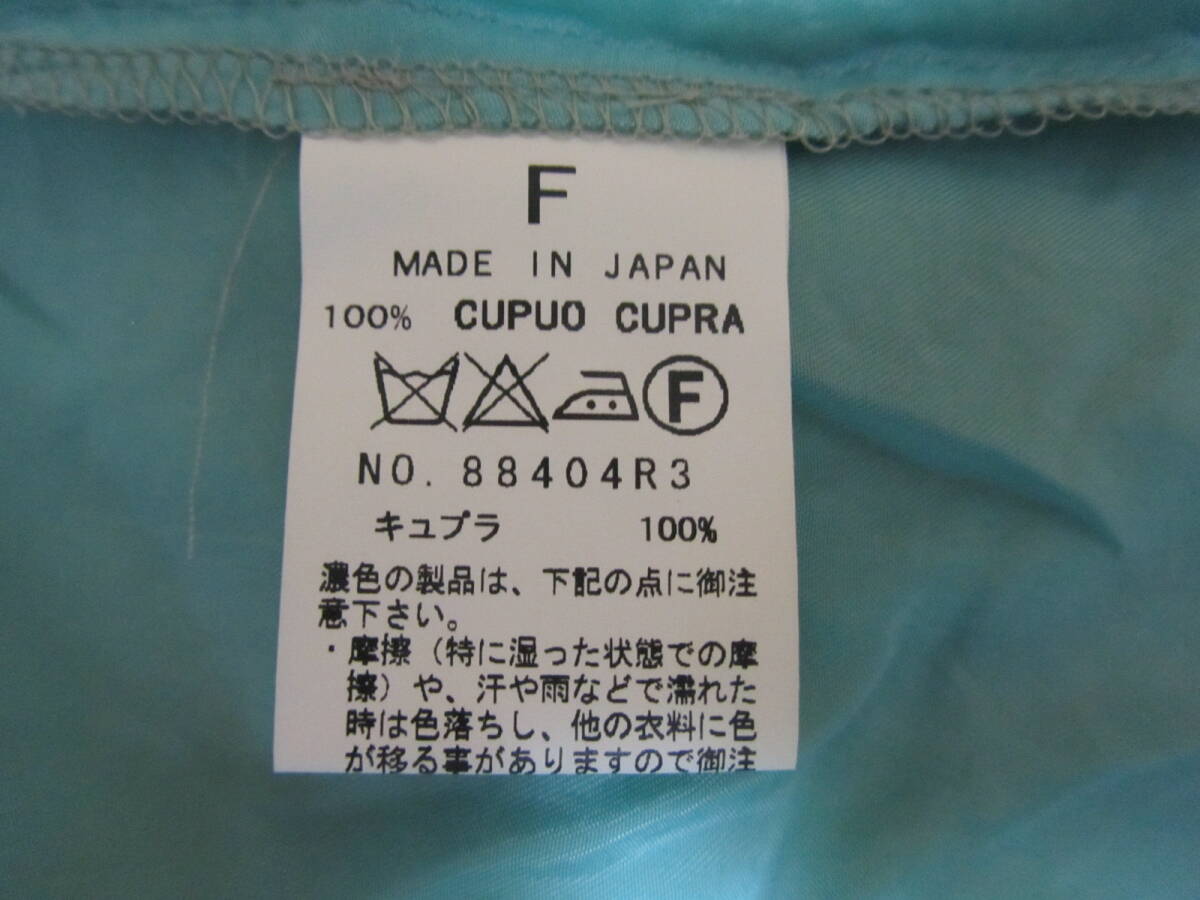 F
MADE IN JAPAN
100% CUPUO CUPRA
F
NO. 88404R3
キュプラ 100%
濃色の製品は、下記の点に御注
意下さい。
・摩擦（特に湿った状態での摩
擦）や、汗や雨などで濡れた
時は色落ちし、他の衣料に色
が移る事がありますので御注